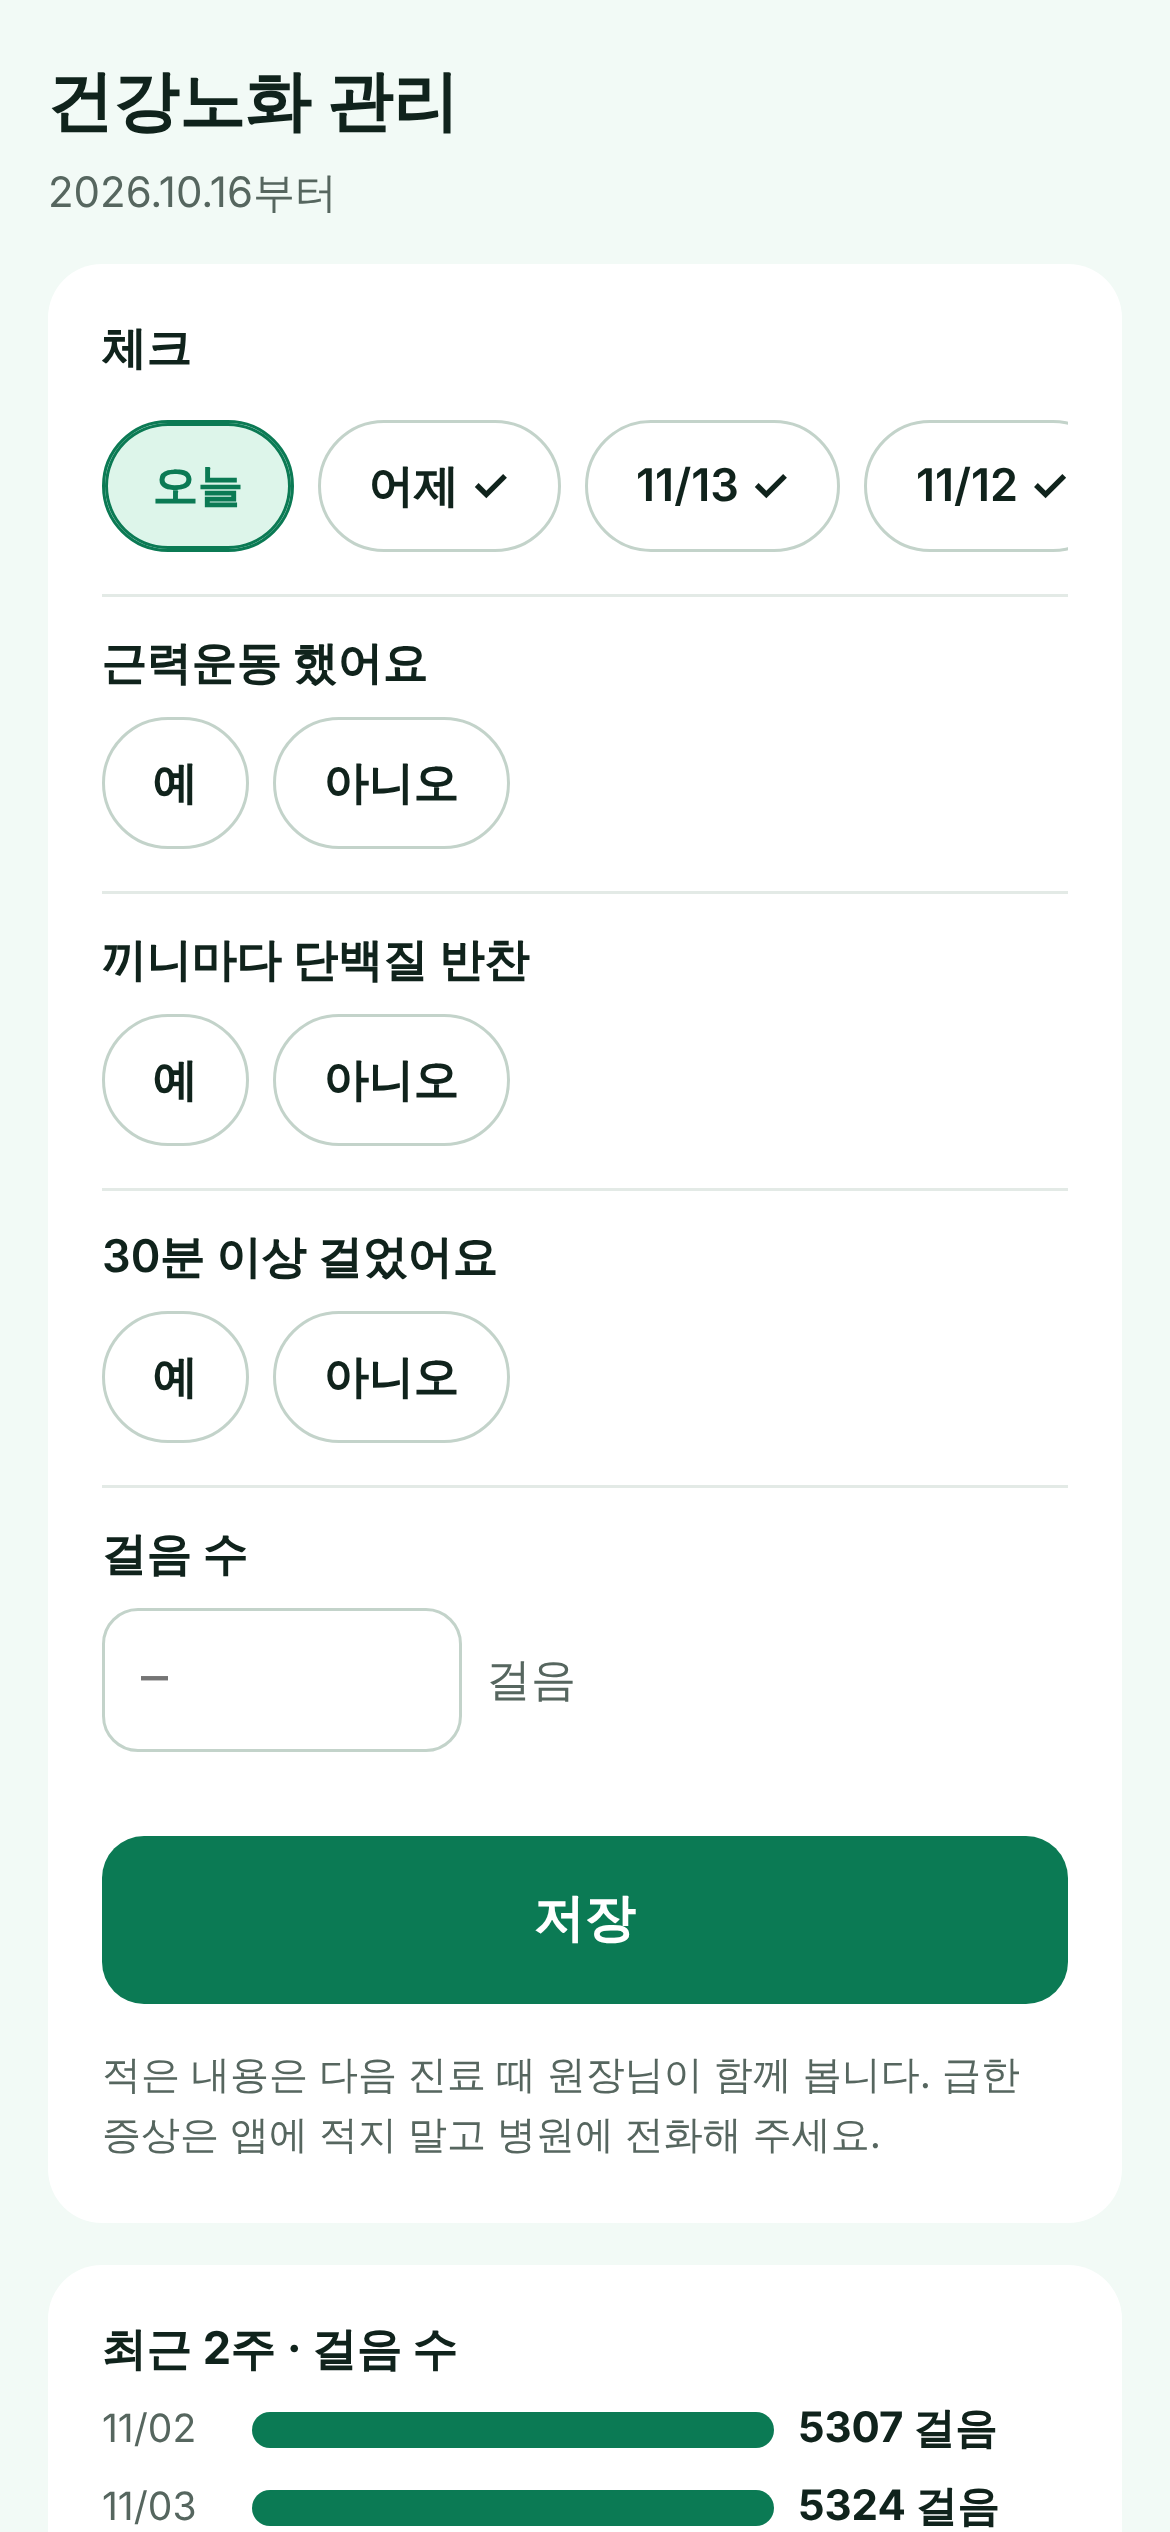 건강노화 관리
2026.10.16부터
체크
오늘 어제 ✓ 11/13 ✓ 11/12 ✓
근력운동 했어요
예 아니오
끼니마다 단백질 반찬
예 아니오
30분 이상 걸었어요
예 아니오
걸음 수
– 걸음
저장
적은 내용은 다음 진료 때 원장님이 함께 봅니다. 급한
증상은 앱에 적지 말고 병원에 전화해 주세요.
최근 2주 · 걸음 수
11/02 5307 걸음
11/03 5324 걸음